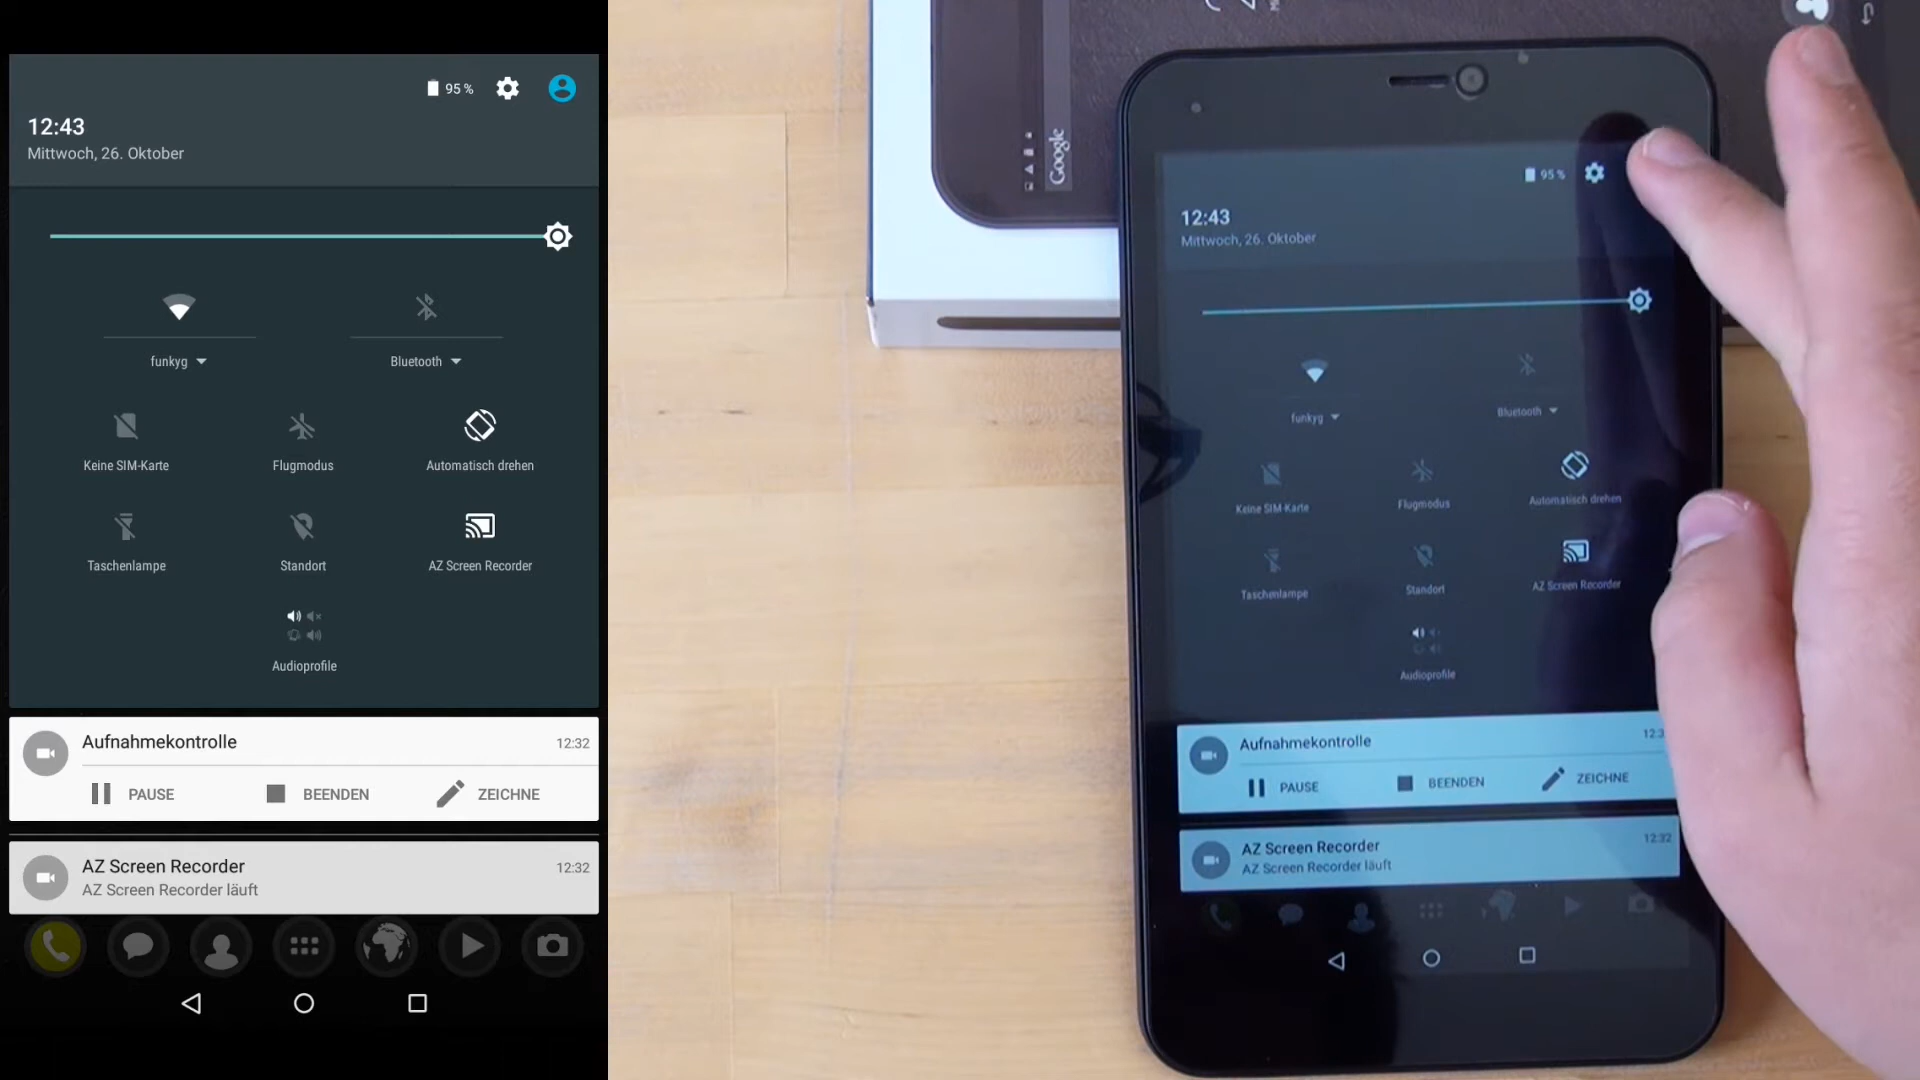 95 %
12:43
Mittwoch, 26. Oktober
funkyg
Bluetooth
Keine SIM-Karte
Flugmodus
Automatisch drehen
Taschenlampe
Standort
AZ Screen Recorder
Audioprofile
Aufnahmekontrolle
12:32
PAUSE
BEENDEN
ZEICHNE
AZ Screen Recorder
12:32
AZ Screen Recorder läuft
Google
95 %
12:43
Mittwoch, 26. Oktober
funkyg
Bluetooth
Keine SIM-Karte
Flugmodus
Automatisch drehen
Taschenlampe
Standort
AZ Screen Recorder
Audioprofile
Aufnahmekontrolle
12:3
PAUSE
BEENDEN
ZEICHNE
AZ Screen Recorder
12:32
AZ Screen Recorder läuft